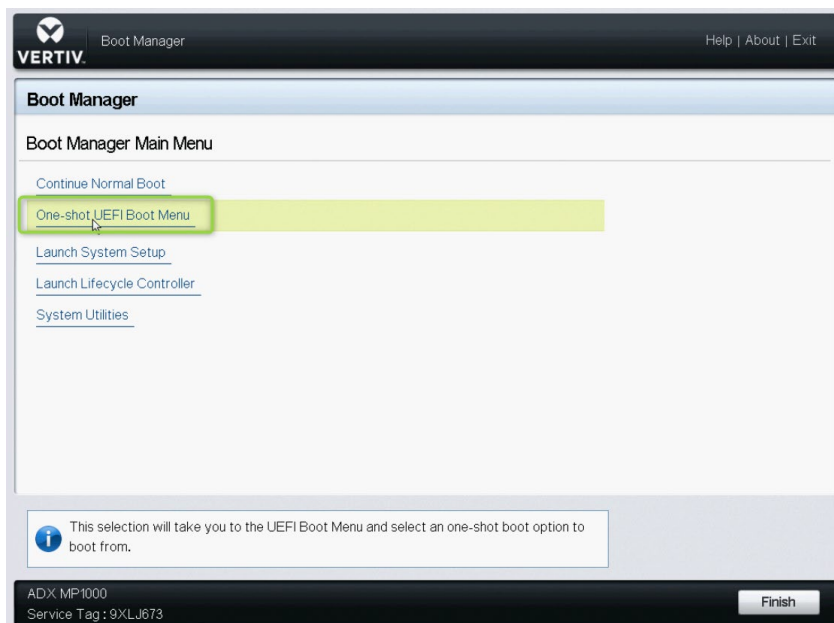 VERTIV.
Boot Manager
Help | About | Exit
Boot Manager
Boot Manager Main Menu
Continue Normal Boot
One-shot UEFI Boot Menu
Launch System Setup
Launch Lifecycle Controller
System Utilities
This selection will take you to the UEFI Boot Menu and select an one-shot boot option to
boot from.
ADX MP1000
Service Tag : 9XLJ673
Finish